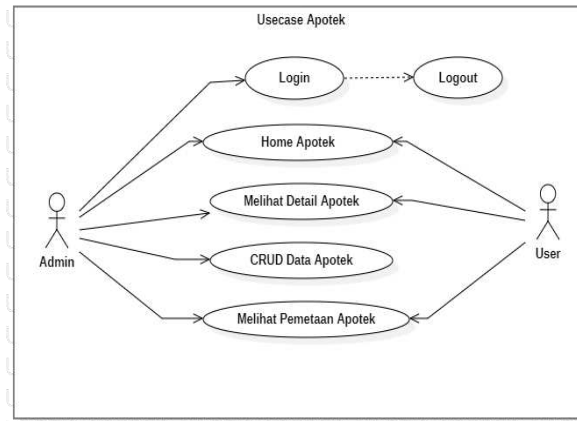 Usecase Apotek
Login
Logout
Home Apotek
Melihat Detail Apotek
Admin
User
CRUD Data Apotek
Melihat Pemetaan Apotek